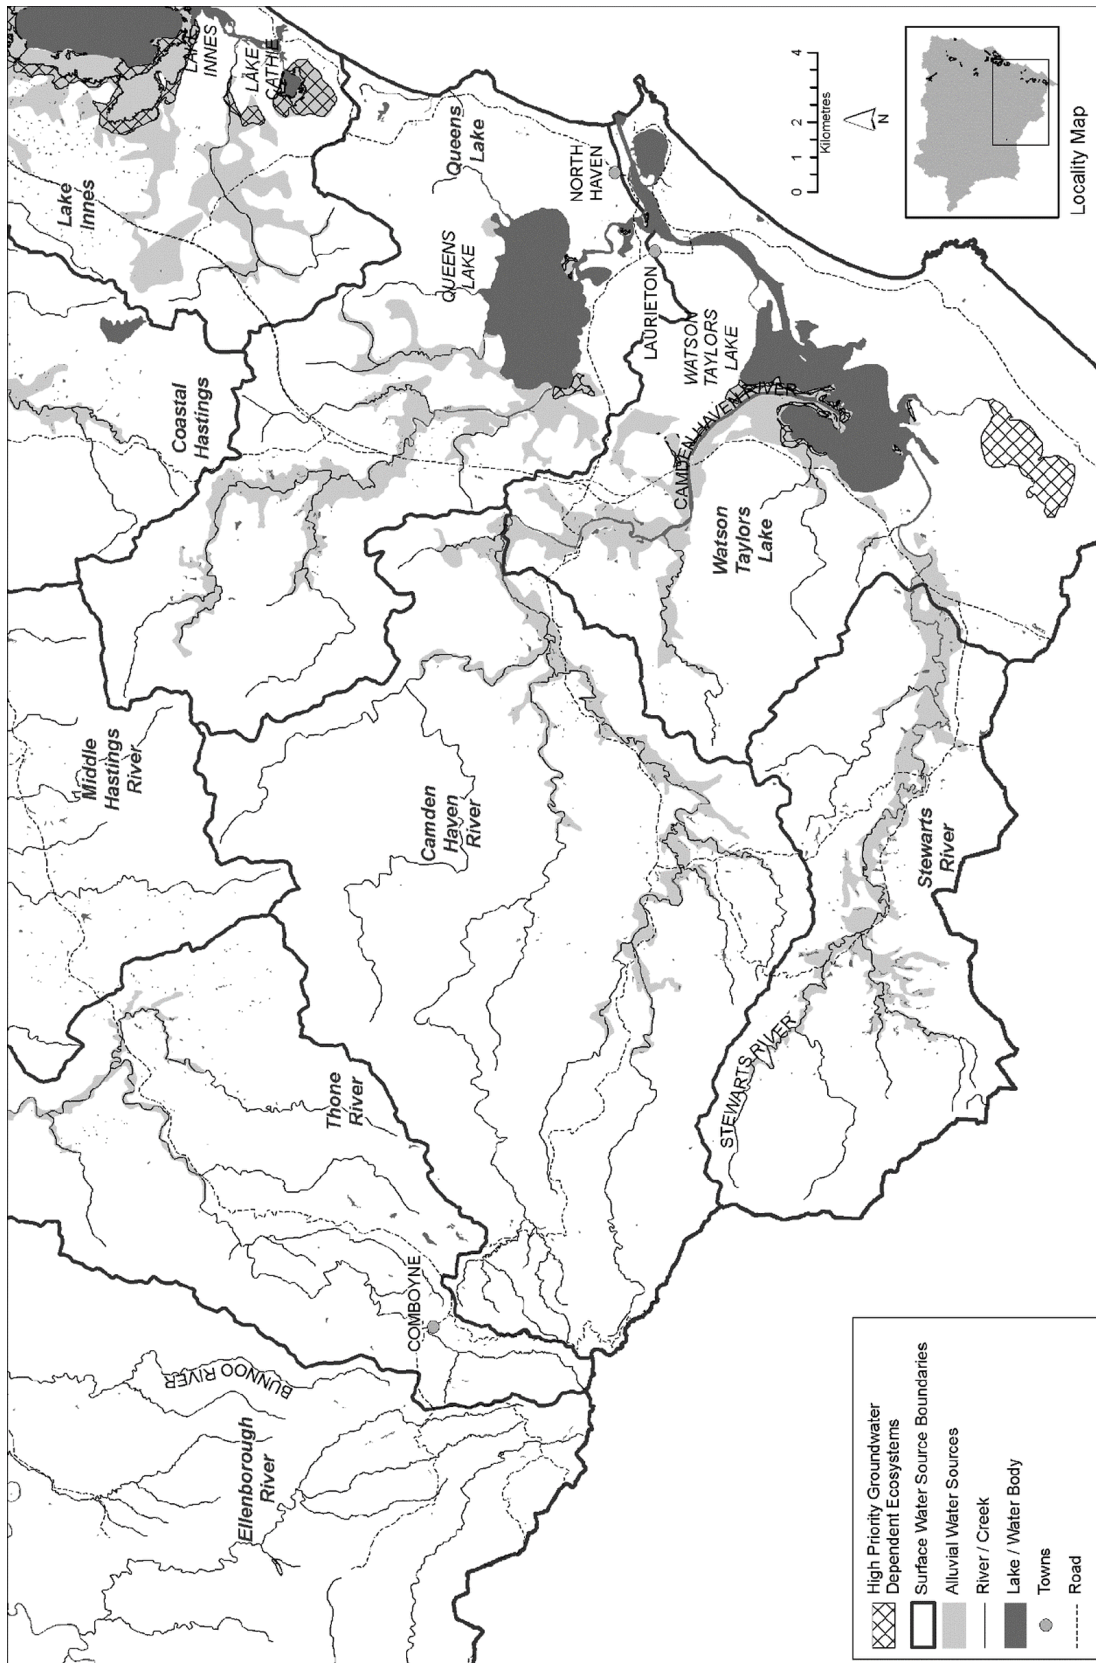 LAKE
INNES
LAKE
CATHIE
Lake
Innes
Queens
Lake
NORTH
HAVEN
QUEENS
LAKE
LAURIETON
WATSON
TAYLORS
LAKE
Coastal
Hastings
CAMDEN HAVEN RIVER
Watson
Taylors
Lake
Middle
Hastings
River
Camden
Haven
River
Stewarts
River
STEWARTS RIVER
Thone
River
COMBOYNE
BUNNOO RIVER
Ellenborough
River
0 1 2 4
Kilometres
N
Locality Map
High Priority Groundwater
Dependent Ecosystems
Surface Water Source Boundaries
Alluvial Water Sources
River / Creek
Lake / Water Body
Towns
Road